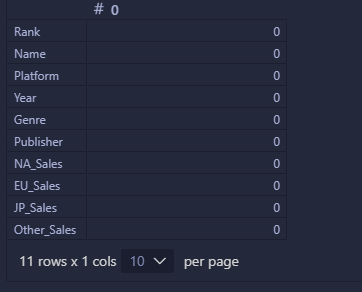 # 0
Rank 0
Name 0
Platform 0
Year 0
Genre 0
Publisher 0
NA_Sales 0
EU_Sales 0
JP_Sales 0
Other_Sales 0
11 rows x 1 cols 10 per page